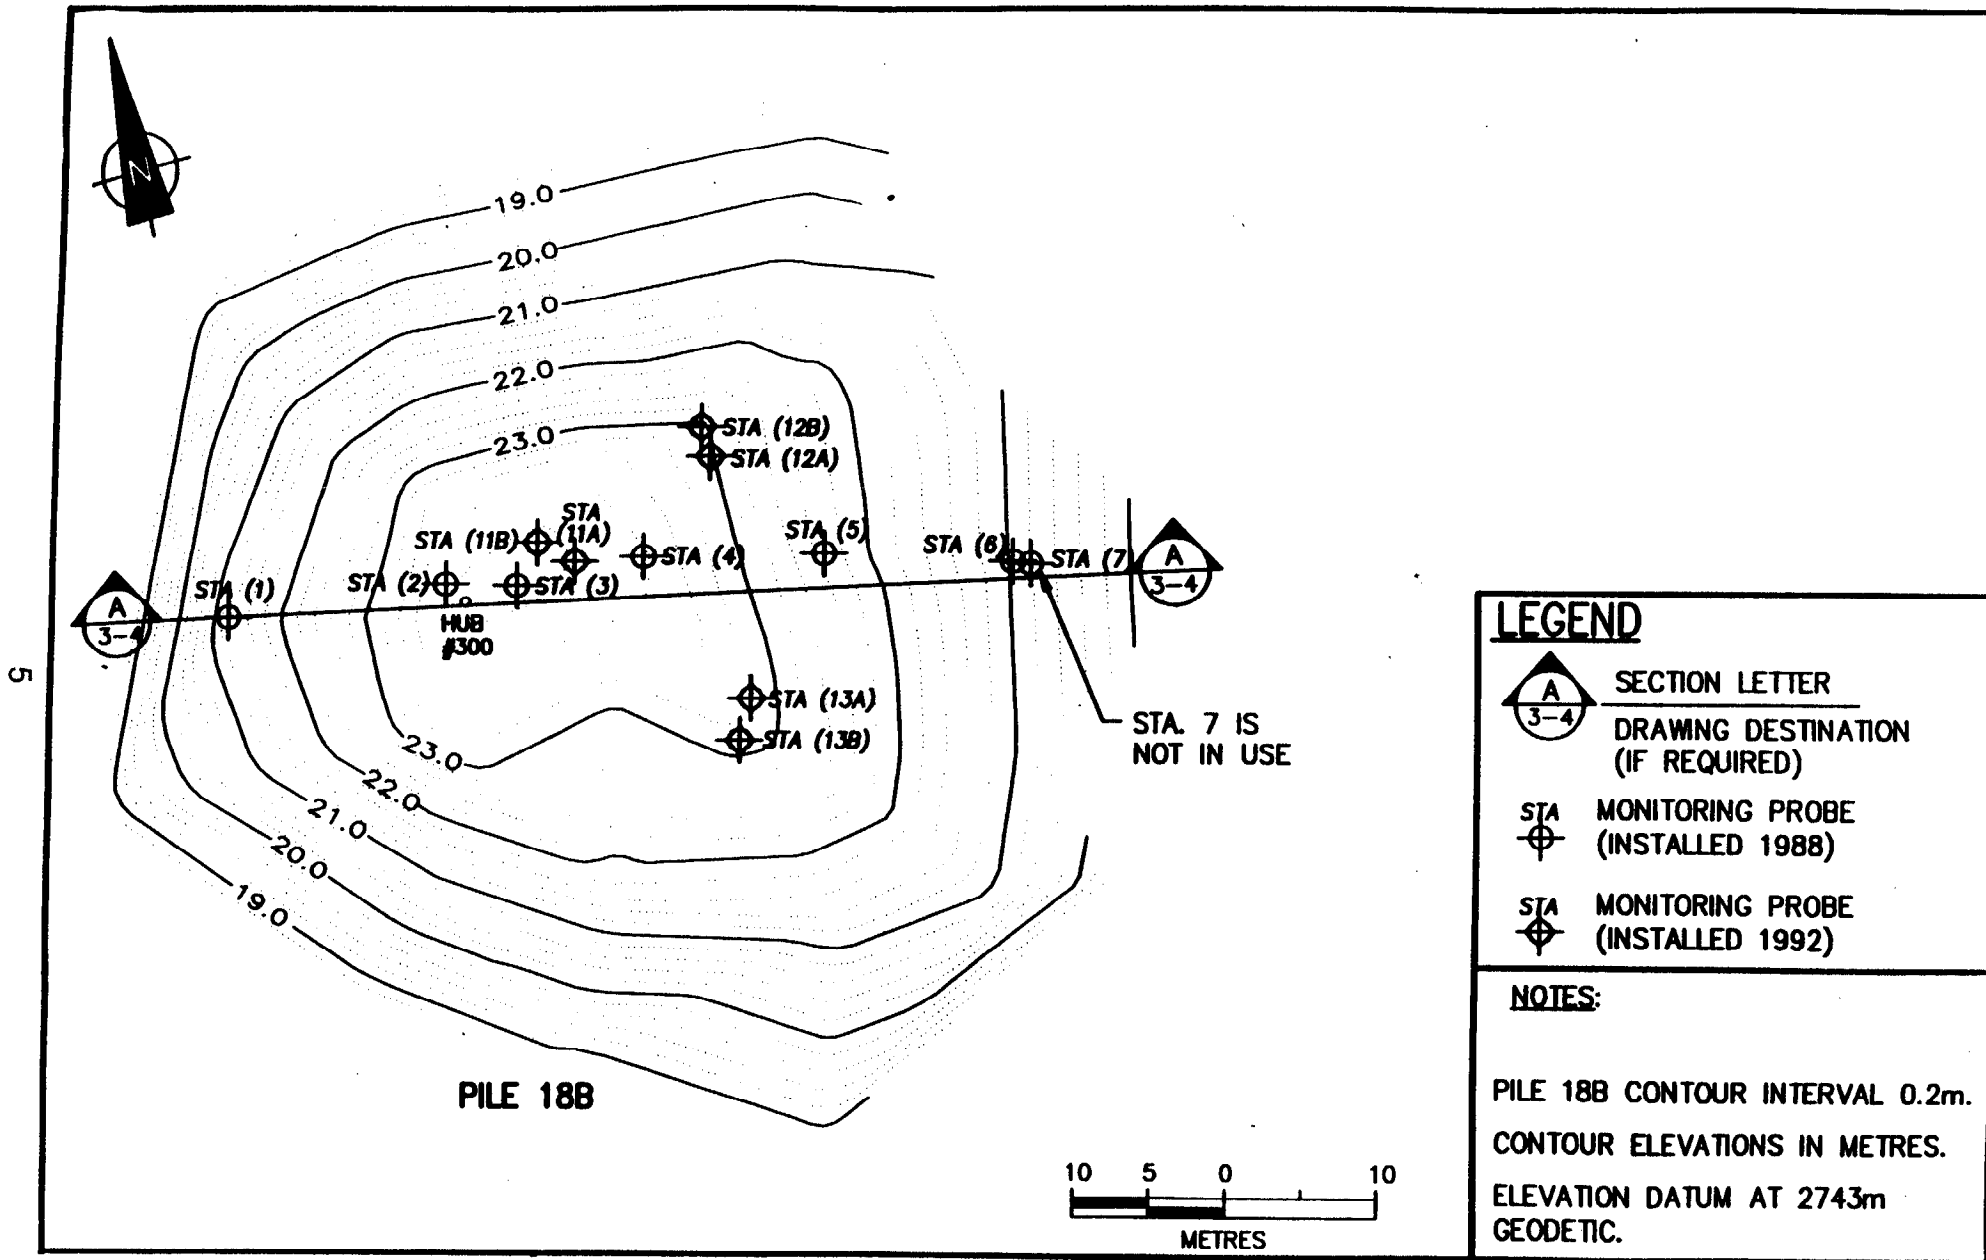 N
19.0
20.0
21.0
22.0
23.0
STA (12B)
STA (12A)
STA
(11A)
STA (11B)
STA (4)
STA (5)
STA (6)
STA (7)
A
3-4
STA (1)
STA (2)
STA (3)
HUB
#300
A
3-4
STA (13A)
STA (13B)
STA. 7 IS
NOT IN USE
23.0
22.0
21.0
20.0
19.0
PILE 18B
10 5 0 10
METRES
5
LEGEND
A
3-4
SECTION LETTER
DRAWING DESTINATION
(IF REQUIRED)
STA MONITORING PROBE
(INSTALLED 1988)
STA MONITORING PROBE
(INSTALLED 1992)
NOTES:
PILE 18B CONTOUR INTERVAL 0.2m.
CONTOUR ELEVATIONS IN METRES.
ELEVATION DATUM AT 2743m
GEODETIC.